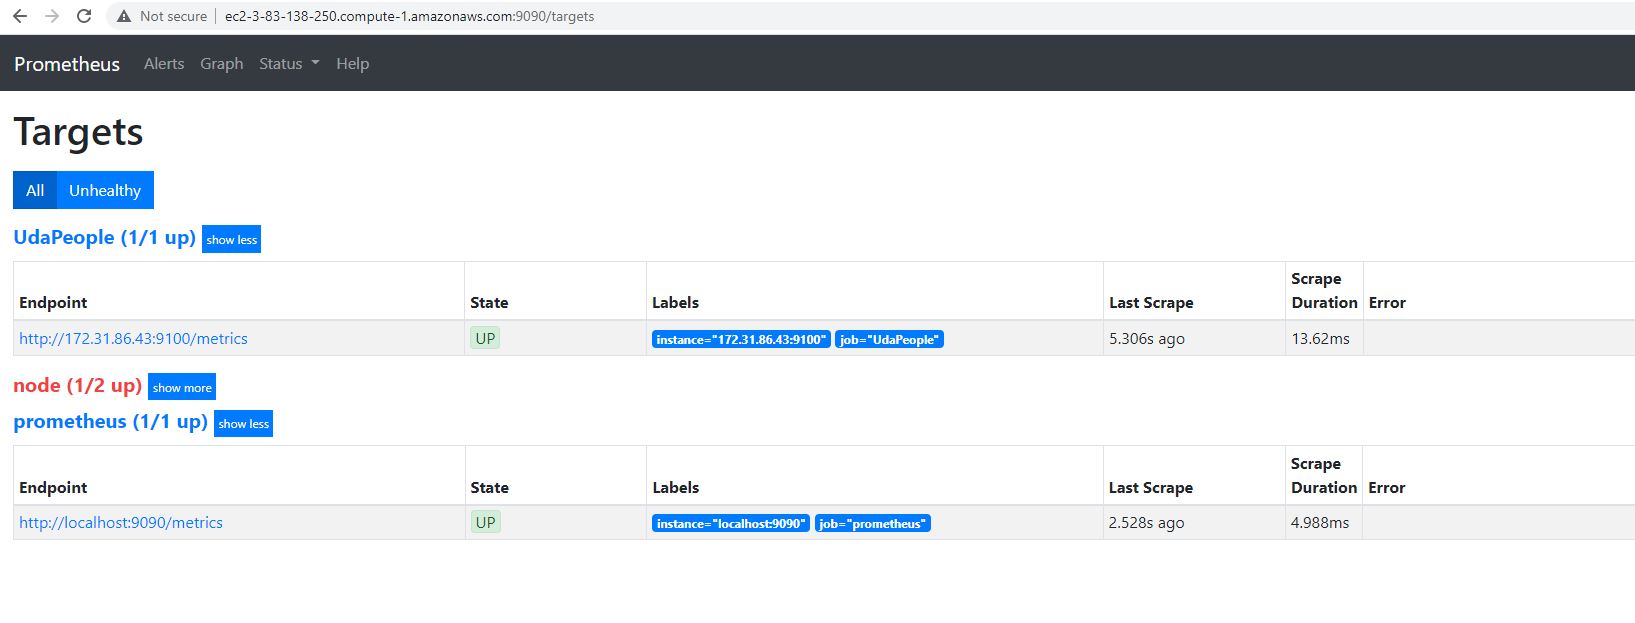 Not secure ec2-3-83-138-250.compute-1.amazonaws.com:9090/targets
Prometheus Alerts Graph Status Help
Targets
All Unhealthy
UdaPeople (1/1 up) show less
Endpoint State Labels Last Scrape Scrape Duration Error
http://172.31.86.43:9100/metrics UP instance="172.31.86.43:9100" job="UdaPeople" 5.306s ago 13.62ms
node (1/2 up) show more
prometheus (1/1 up) show less
Endpoint State Labels Last Scrape Scrape Duration Error
http://localhost:9090/metrics UP instance="localhost:9090" job="prometheus" 2.528s ago 4.988ms